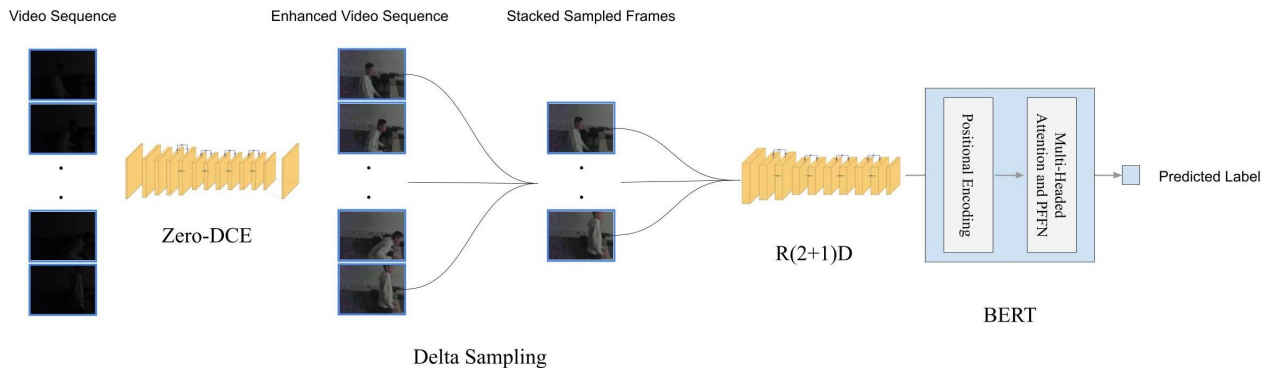 Video Sequence
Enhanced Video Sequence
Stacked Sampled Frames
Zero-DCE
Delta Sampling
R(2+1)D
Positional Encoding
Multi-Headed
Attention and PFFN
BERT
Predicted Label